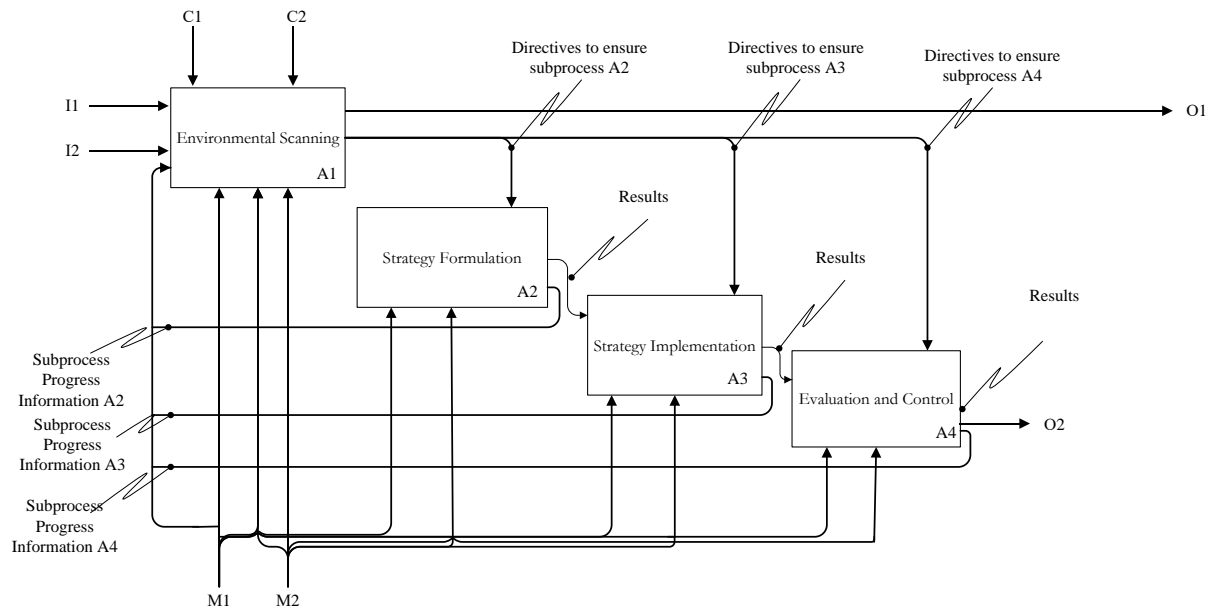 C1
C2
Directives to ensure
subprocess A2
Directives to ensure
subprocess A3
Directives to ensure
subprocess A4
I1
O1
Environmental Scanning
I2
A1
Results
Strategy Formulation
A2
Results
Results
Strategy Implementation
A3
Subprocess
Progress
Information A2
Evaluation and Control
A4
O2
Subprocess
Progress
Information A3
Subprocess
Progress
Information A4
M1
M2